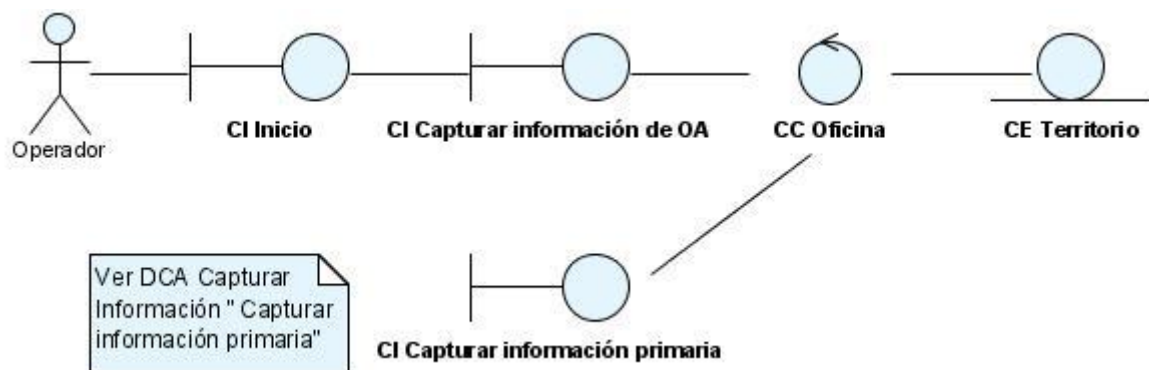 Operador
CI Inicio
CI Capturar información de OA
CC Oficina
CE Territorio
Ver DCA Capturar
Información " Capturar
información primaria"
CI Capturar información primaria